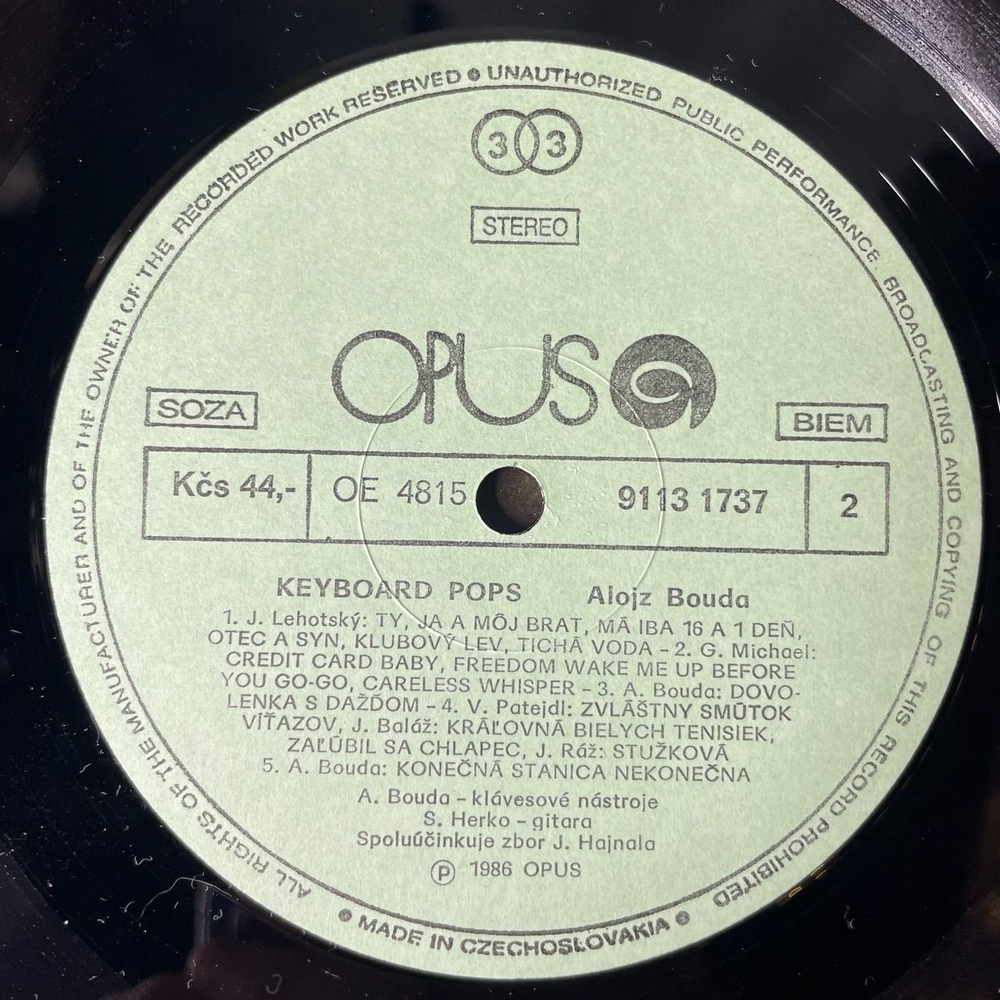 ALL RIGHTS OF THE MANUFACTURER AND OF THE OWNER OF THE RECORDED WORK RESERVED ● UNAUTHORIZED PUBLIC PERFORMANCE BROADCASTING AND COPYING OF THIS RECORD PROHIBITED
33
STEREO
OPUS
SOZA
BIEM
Kčs 44,- OE 4815 9113 1737 2
KEYBOARD POPS Alojz Bouda
1. J. Lehotský: TY, JA A MÔJ BRAT, MÁ IBA 16 A 1 DEŇ,
OTEC A SYN, KLUBOVÝ LEV, TICHÁ VODA – 2. G. Michael:
CREDIT CARD BABY, FREEDOM WAKE ME UP BEFORE
YOU GO-GO, CARELESS WHISPER – 3. A. Bouda: DOVO-
LENKA S DAŽĎOM – 4. V. Patejdl: ZVLÁŠTNY SMÚTOK
VÍŤAZOV, J. Baláž: KRÁĽOVNÁ BIELYCH TENISIEK,
ZAĽÚBIL SA CHLAPEC, J. Ráž: STUŽKOVÁ
5. A. Bouda: KONEČNÁ STANICA NEKONEČNA
A. Bouda – klávesové nástroje
S. Herko – gitara
Spoluúčinkuje zbor J. Hajnala
Ⓟ 1986 OPUS
● MADE IN CZECHOSLOVAKIA ●